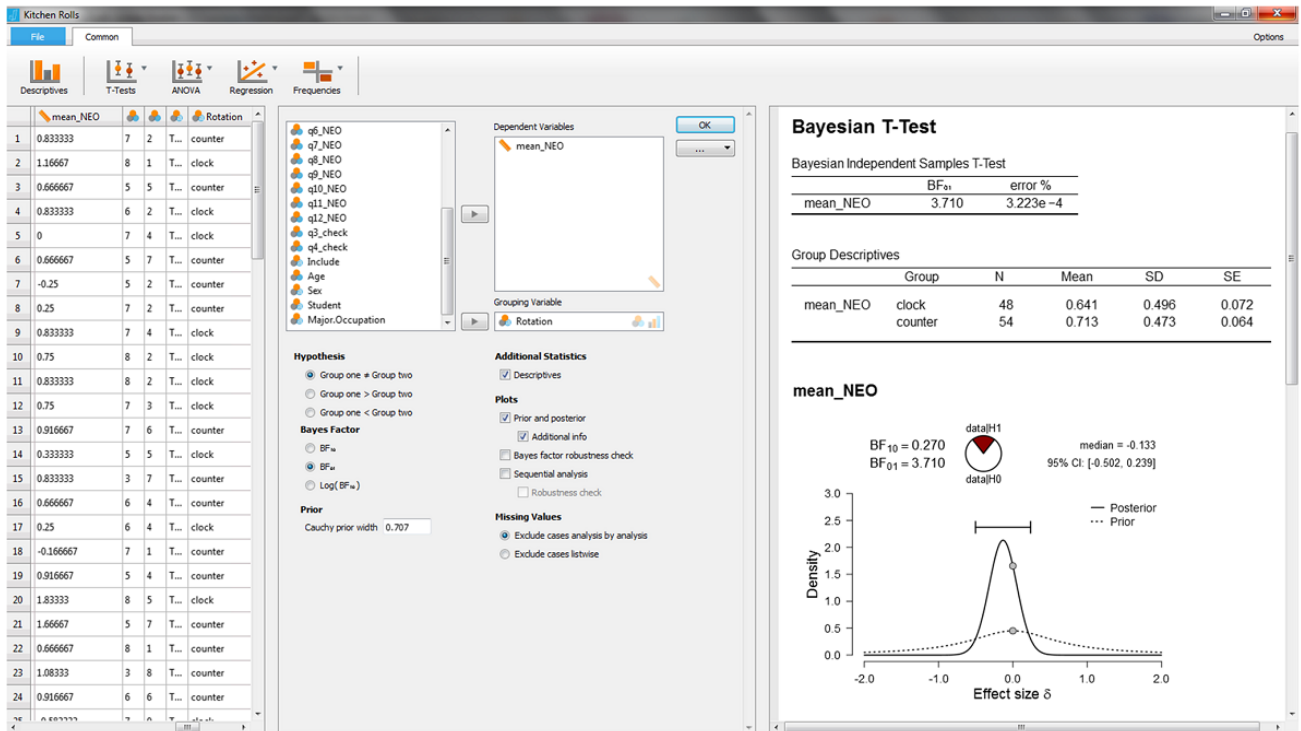 Kitchen Rolls
File
Common
Options
Descriptives
T-Tests
ANOVA
Regression
Frequencies
mean_NEO Rotation
1 0.833333 7 2 T... counter
2 1.16667 8 1 T... clock
3 0.666667 5 5 T... counter
4 0.833333 6 2 T... clock
5 0 7 4 T... clock
6 0.666667 5 7 T... counter
7 -0.25 5 2 T... counter
8 0.25 7 2 T... counter
9 0.833333 7 4 T... clock
10 0.75 8 2 T... clock
11 0.833333 8 2 T... clock
12 0.75 7 3 T... clock
13 0.916667 7 6 T... counter
14 0.333333 5 5 T... clock
15 0.833333 3 7 T... counter
16 0.666667 6 4 T... counter
17 0.25 6 4 T... clock
18 -0.166667 7 1 T... counter
19 0.916667 5 4 T... counter
20 1.83333 8 5 T... clock
21 1.66667 5 7 T... counter
22 0.666667 8 1 T... counter
23 1.08333 3 8 T... counter
24 0.916667 6 6 T... counter
q6_NEO
q7_NEO
q8_NEO
q9_NEO
q10_NEO
q11_NEO
q12_NEO
q3_check
q4_check
Include
Age
Sex
Student
Major.Occupation
Dependent Variables
mean_NEO
Grouping Variable
Rotation
OK
...
Hypothesis
Group one ≠ Group two
Group one > Group two
Group one < Group two
Bayes Factor
BF₁₀
BF₀₁
Log(BF₁₀)
Prior
Cauchy prior width 0.707
Additional Statistics
Descriptives
Plots
Prior and posterior
Additional info
Bayes factor robustness check
Sequential analysis
Robustness check
Missing Values
Exclude cases analysis by analysis
Exclude cases listwise
Bayesian T-Test
Bayesian Independent Samples T-Test
BF₀₁ error %
mean_NEO 3.710 3.223e -4
Group Descriptives
Group N Mean SD SE
mean_NEO clock 48 0.641 0.496 0.072
counter 54 0.713 0.473 0.064
mean_NEO
data|H1
BF₁₀ = 0.270
BF₀₁ = 3.710
data|H0
median = -0.133
95% CI: [-0.502, 0.239]
Posterior
Prior
Density
3.0
2.5
2.0
1.5
1.0
0.5
0.0
-2.0 -1.0 0.0 1.0 2.0
Effect size δ